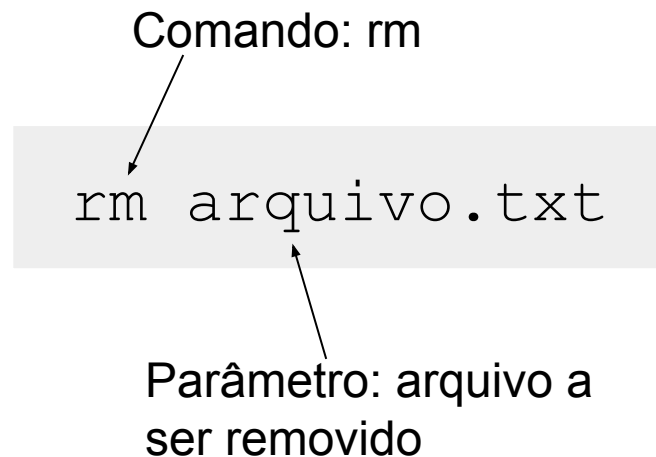 Comando: rm
rm arquivo.txt
Parâmetro: arquivo a
ser removido